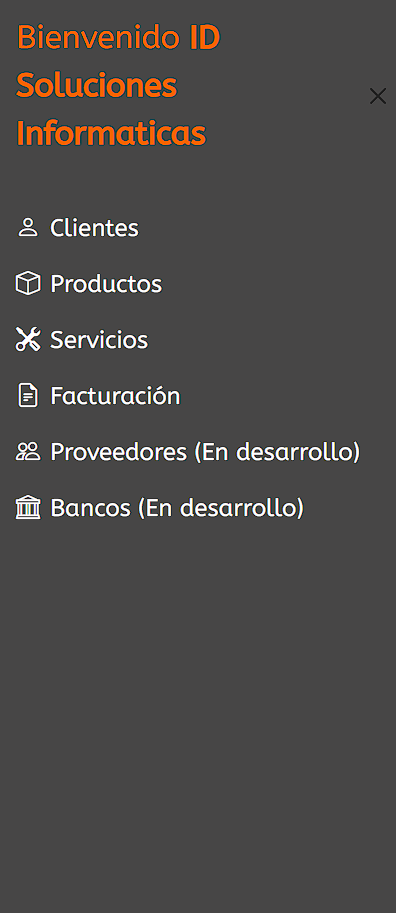 Bienvenido ID
Soluciones
Informaticas
Clientes
Productos
Servicios
Facturación
Proveedores (En desarrollo)
Bancos (En desarrollo)